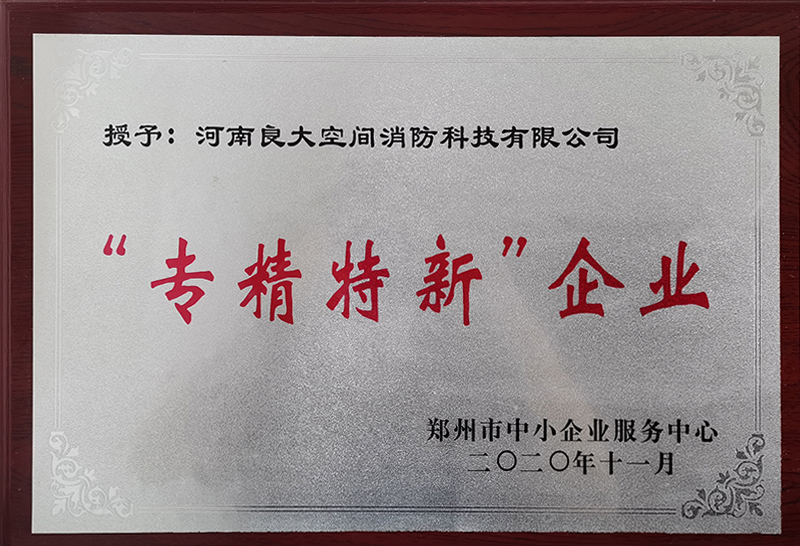 授予：河南良大空间消防科技有限公司
“专精特新”企业
郑州市中小企业服务中心
二〇二〇年十一月